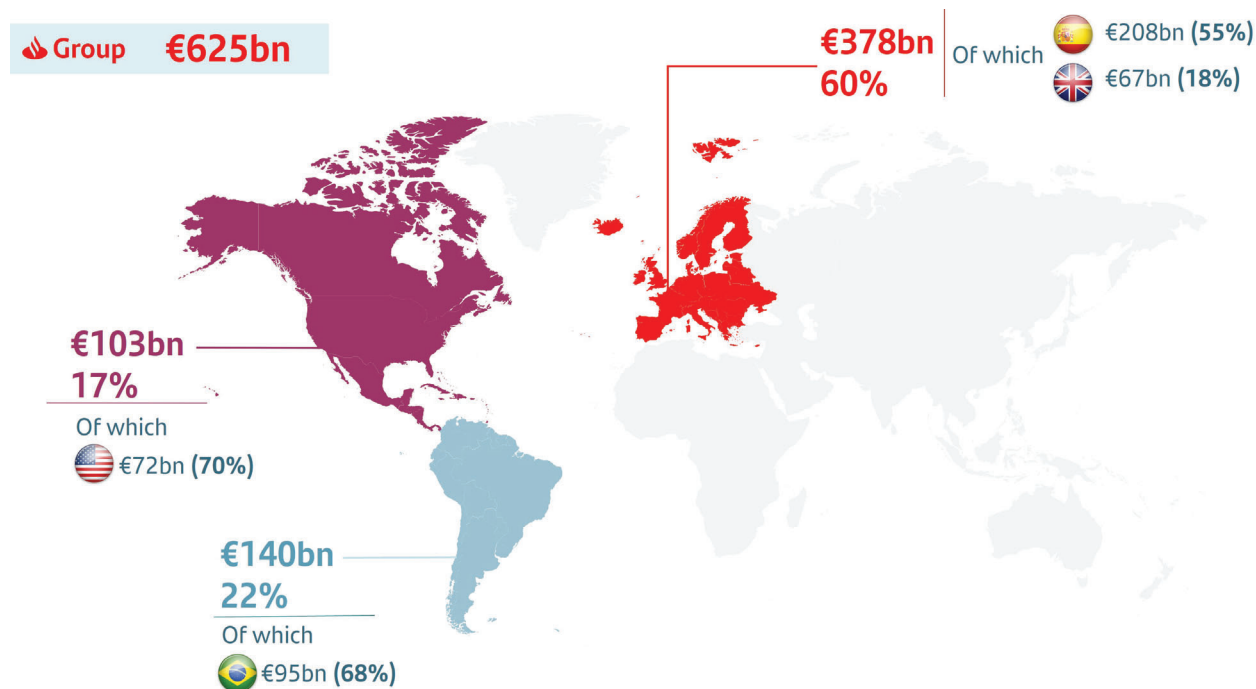 Group €625bn
€378bn
60%
Of which
€208bn (55%)
€67bn (18%)
€103bn
17%
Of which
€72bn (70%)
€140bn
22%
Of which
€95bn (68%)